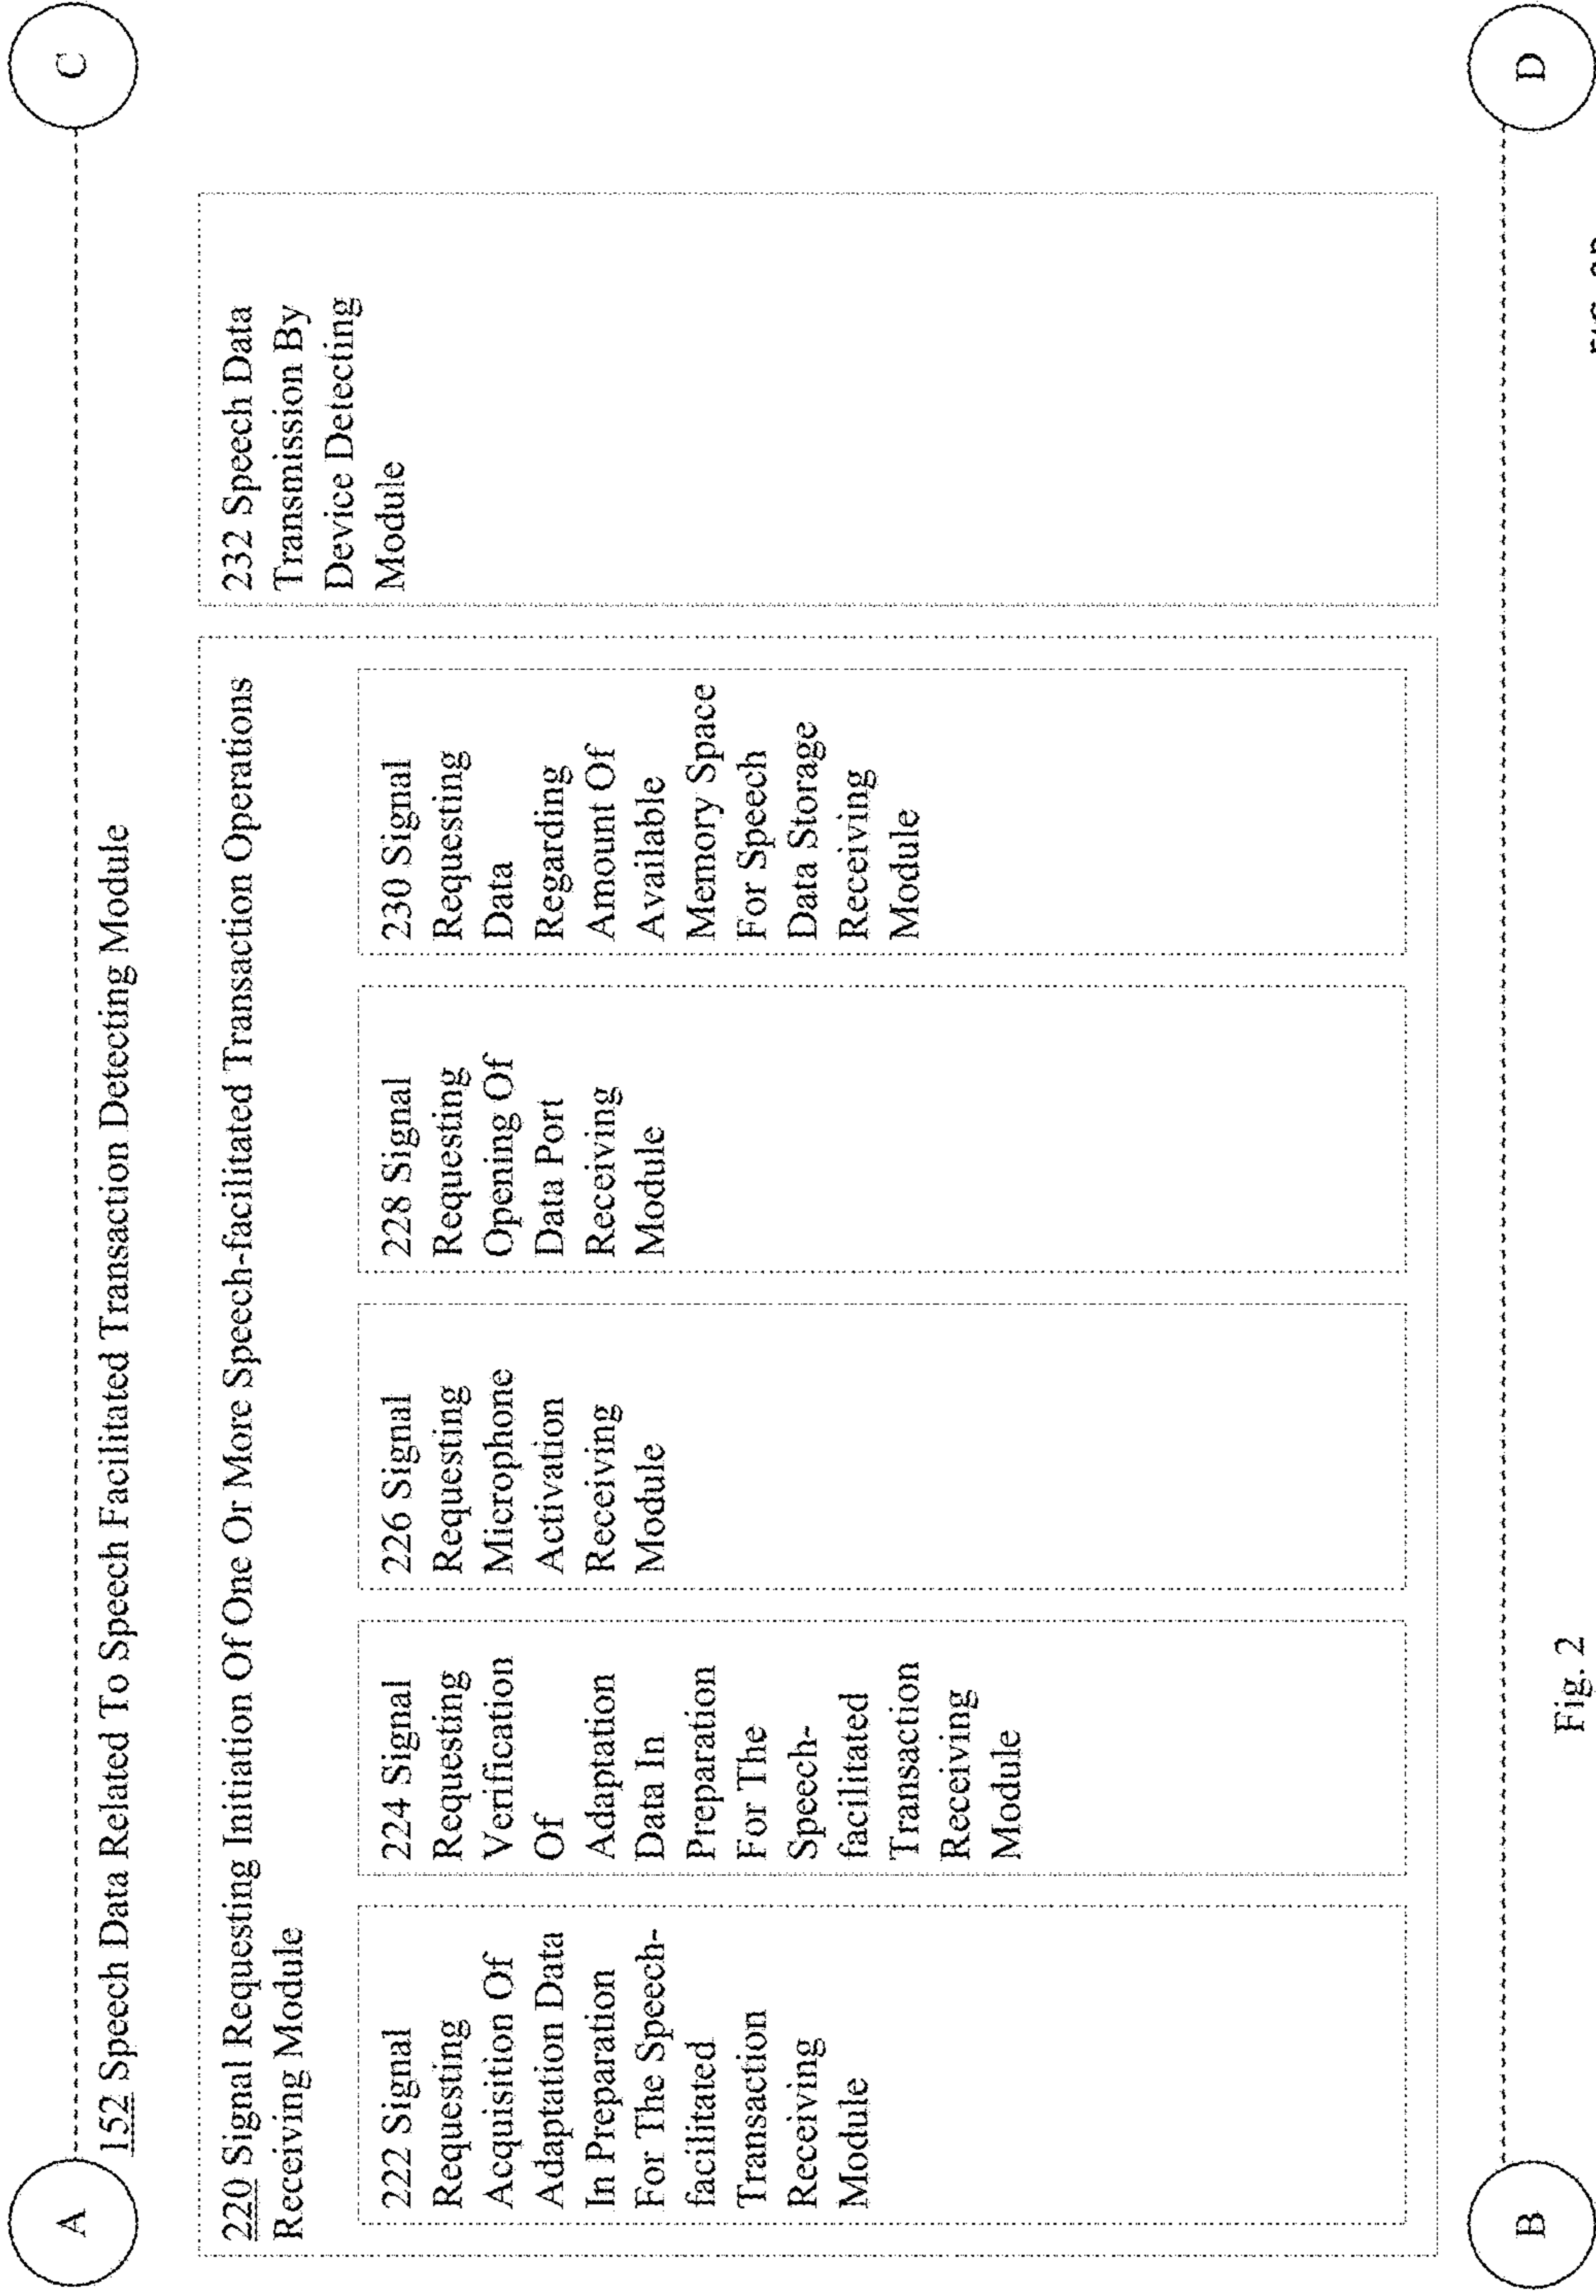 A
C
152 Speech Data Related To Speech Facilitated Transaction Detecting Module
220 Signal Requesting Initiation Of One Or More Speech-facilitated Transaction Operations
Receiving Module
222 Signal
Requesting
Acquisition Of
Adaptation Data
In Preparation
For The Speech-
facilitated
Transaction
Receiving
Module
224 Signal
Requesting
Verification
Of
Adaptation
Data In
Preparation
For The
Speech-
facilitated
Transaction
Receiving
Module
226 Signal
Requesting
Microphone
Activation
Receiving
Module
228 Signal
Requesting
Opening Of
Data Port
Receiving
Module
230 Signal
Requesting
Data
Regarding
Amount Of
Available
Memory Space
For Speech
Data Storage
Receiving
Module
232 Speech Data
Transmission By
Device Detecting
Module
B
D
Fig. 2